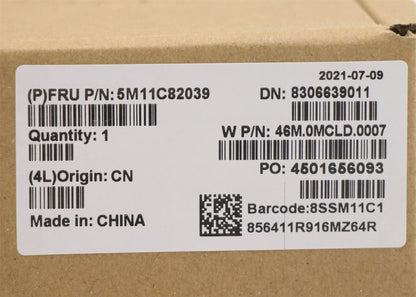 2021-07-09
(P)FRU P/N: 5M11C82039
DN: 8306639011
Quantity: 1
W P/N: 46M.0MCLD.0007
PO: 4501656093
(4L)Origin: CN
Barcode:8SSM11C1
Made in: CHINA
856411R916MZ64R